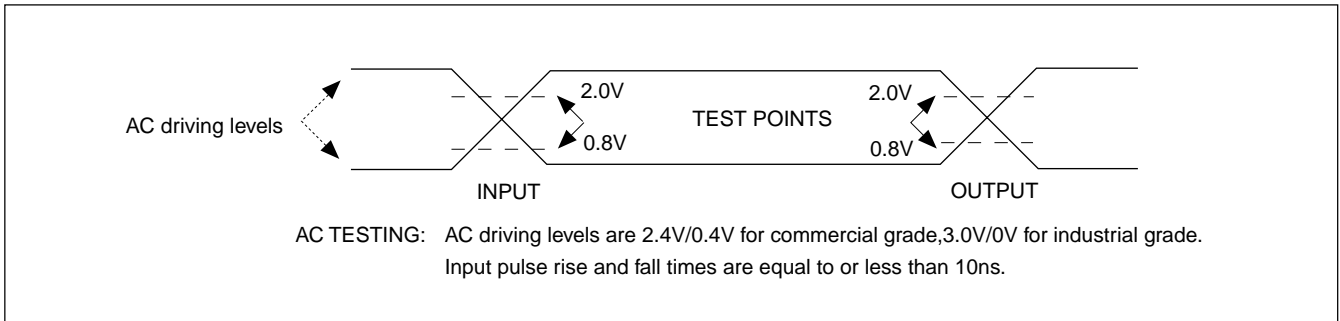 2.0V
2.0V
AC driving levels
TEST POINTS
0.8V
0.8V
INPUT
OUTPUT
AC TESTING: AC driving levels are 2.4V/0.4V for commercial grade,3.0V/0V for industrial grade.
Input pulse rise and fall times are equal to or less than 10ns.